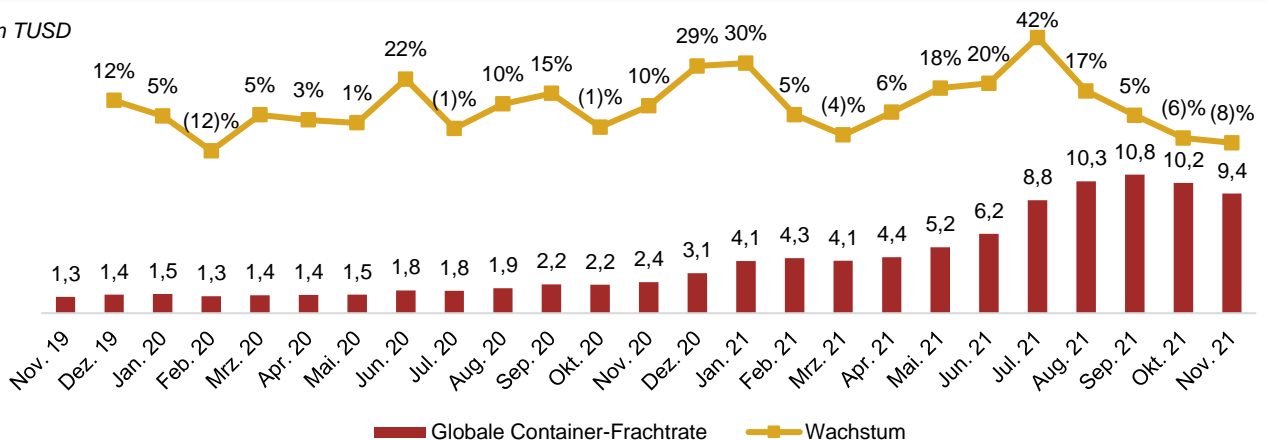 TUSD
12% 5% (12)% 5% 3% 1% 22% (1)% 10% 15% (1)% 10% 29% 30% 5% (4)% 6% 18% 20% 42% 17% 5% (6)% (8)%
1,3 1,4 1,5 1,3 1,4 1,4 1,5 1,8 1,8 1,9 2,2 2,2 2,4 3,1 4,1 4,3 4,1 4,4 5,2 6,2 8,8 10,3 10,8 10,2 9,4
Nov. 19 Dez. 19 Jan. 20 Feb. 20 Mrz. 20 Apr. 20 Mai. 20 Jun. 20 Jul. 20 Aug. 20 Sep. 20 Okt. 20 Nov. 20 Dez. 20 Jan. 21 Feb. 21 Mrz. 21 Apr. 21 Mai. 21 Jun. 21 Jul. 21 Aug. 21 Sep. 21 Okt. 21 Nov. 21
Globale Container-Frachtrate Wachstum